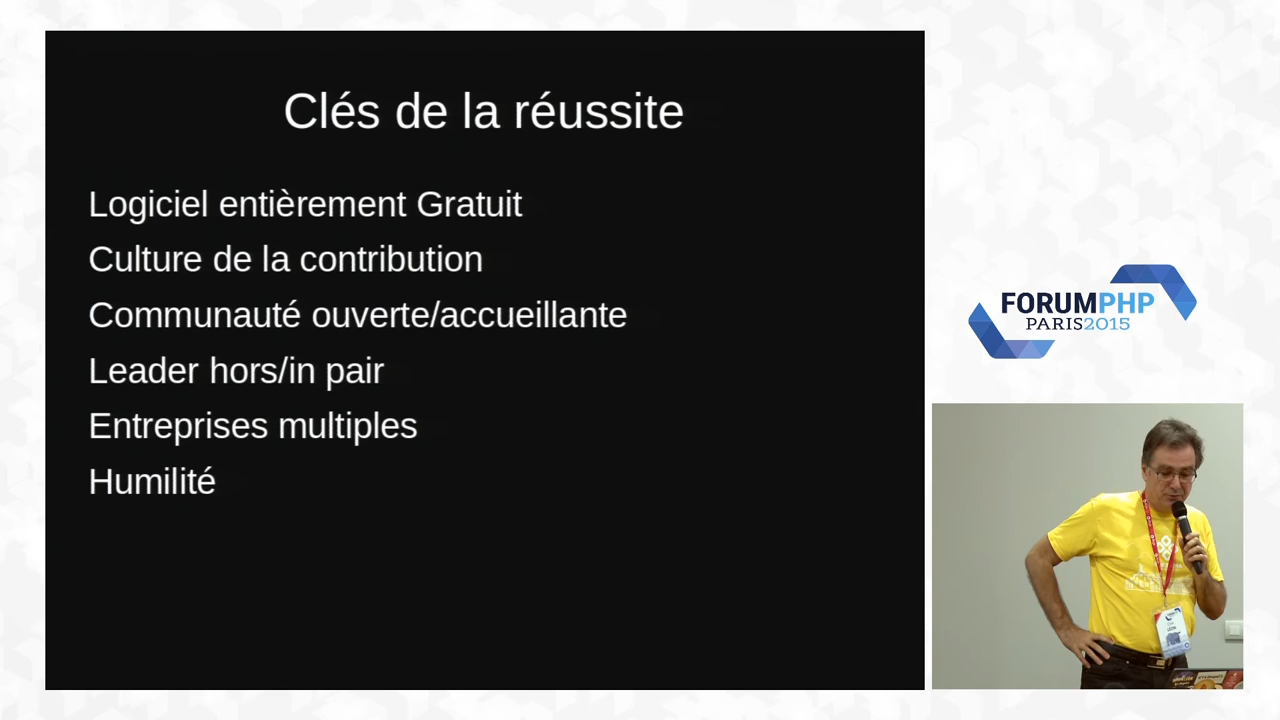 Clés de la réussite
Logiciel entièrement Gratuit
Culture de la contribution
Communauté ouverte/accueillante
Leader hors/in pair
Entreprises multiples
Humilité
FORUMPHP
PARIS2015